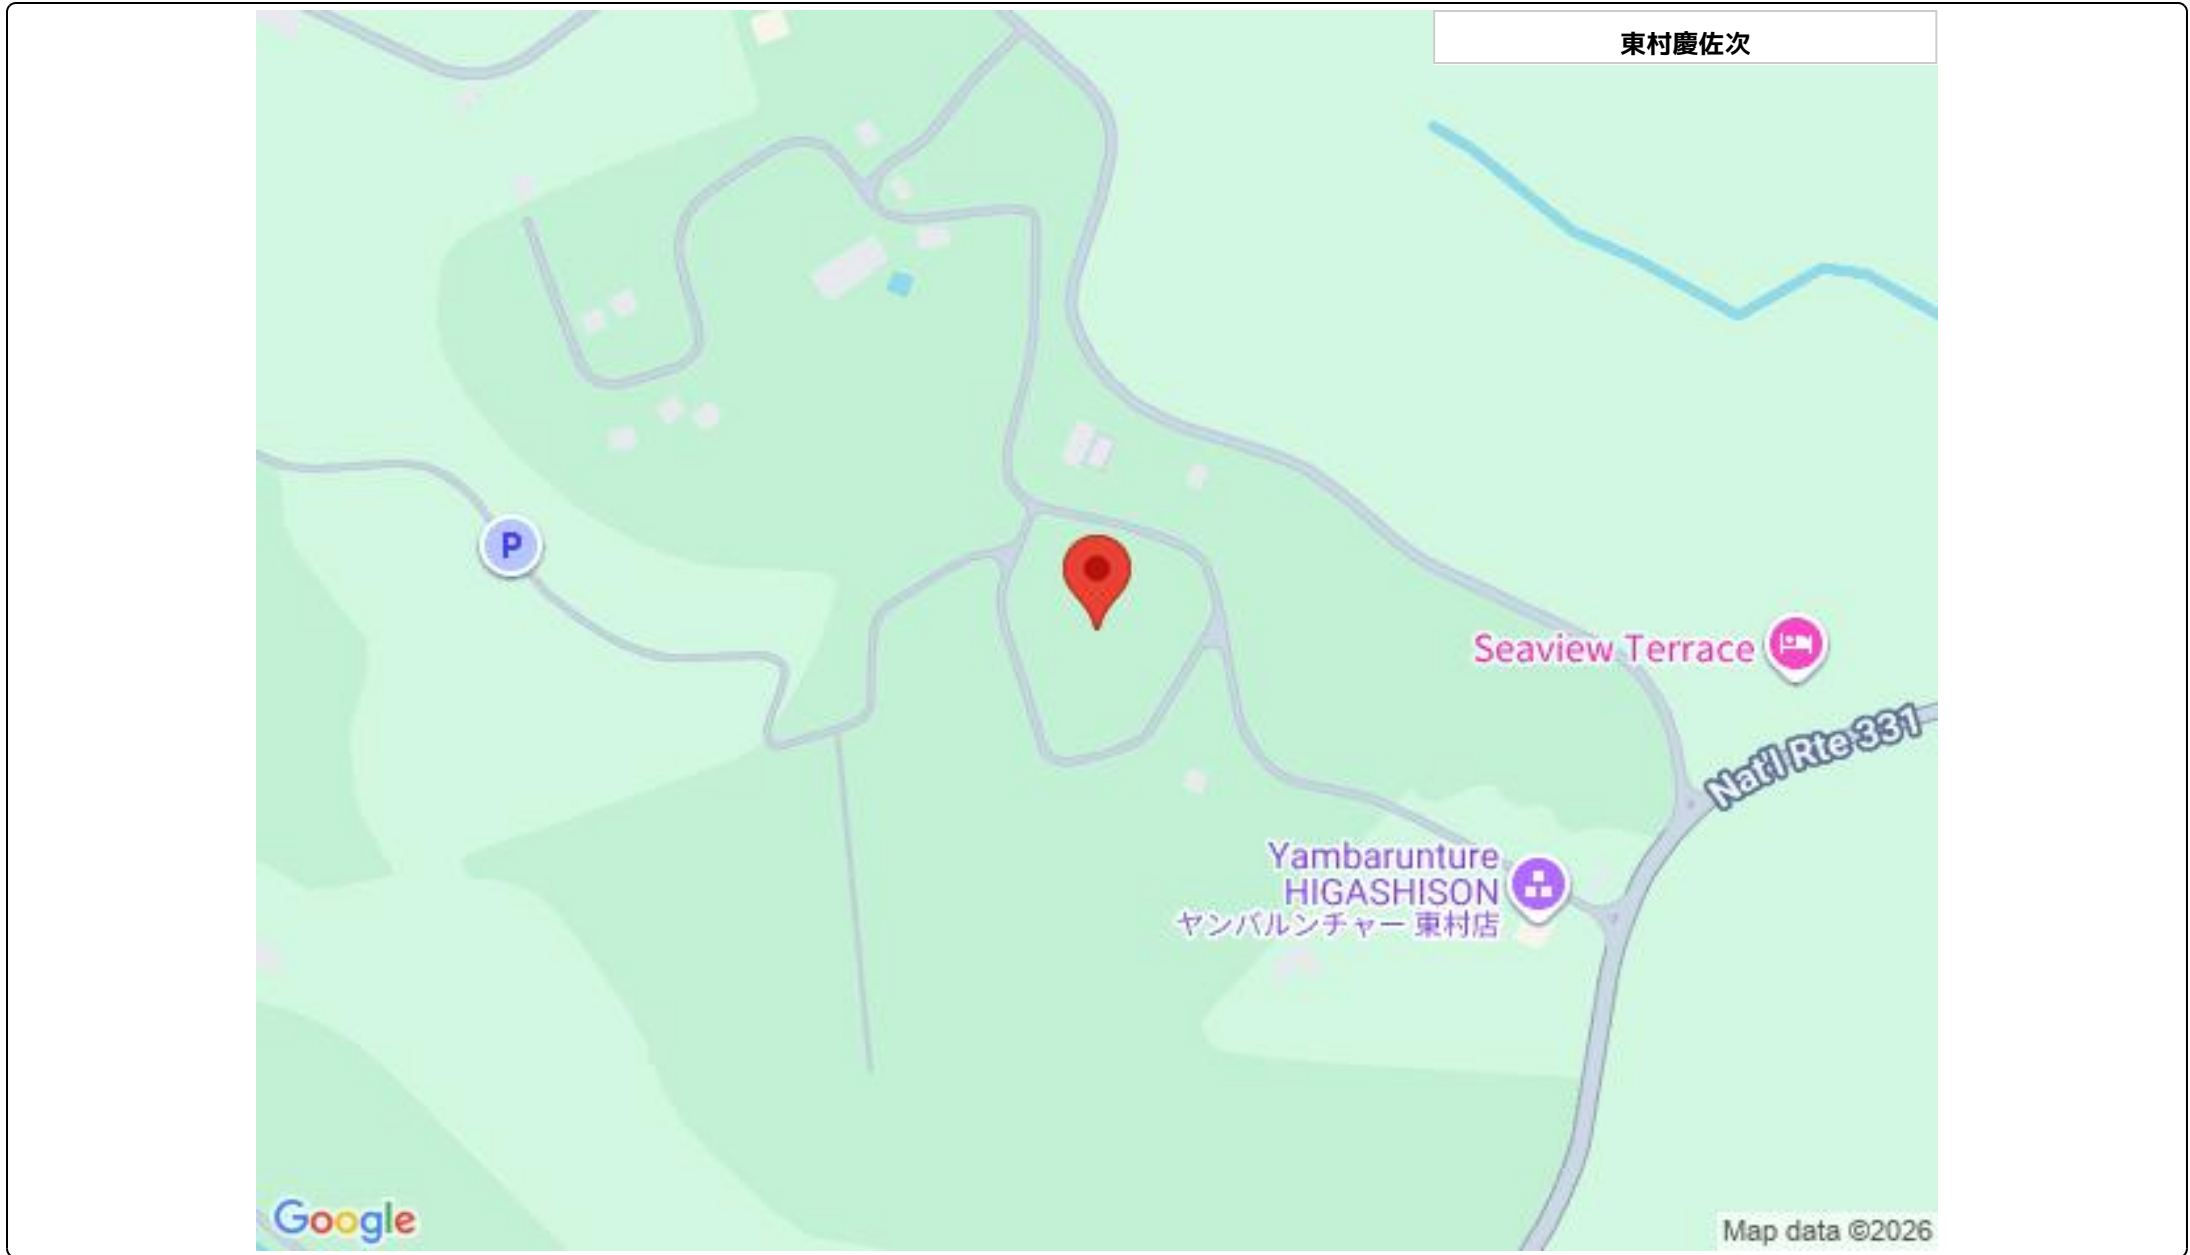 東村慶佐次
P
Seaview Terrace
Nat'l Rte 331
Yambarunture
HIGASHISON
ヤンバルンチャー 東村店
Google
Map data ©2026